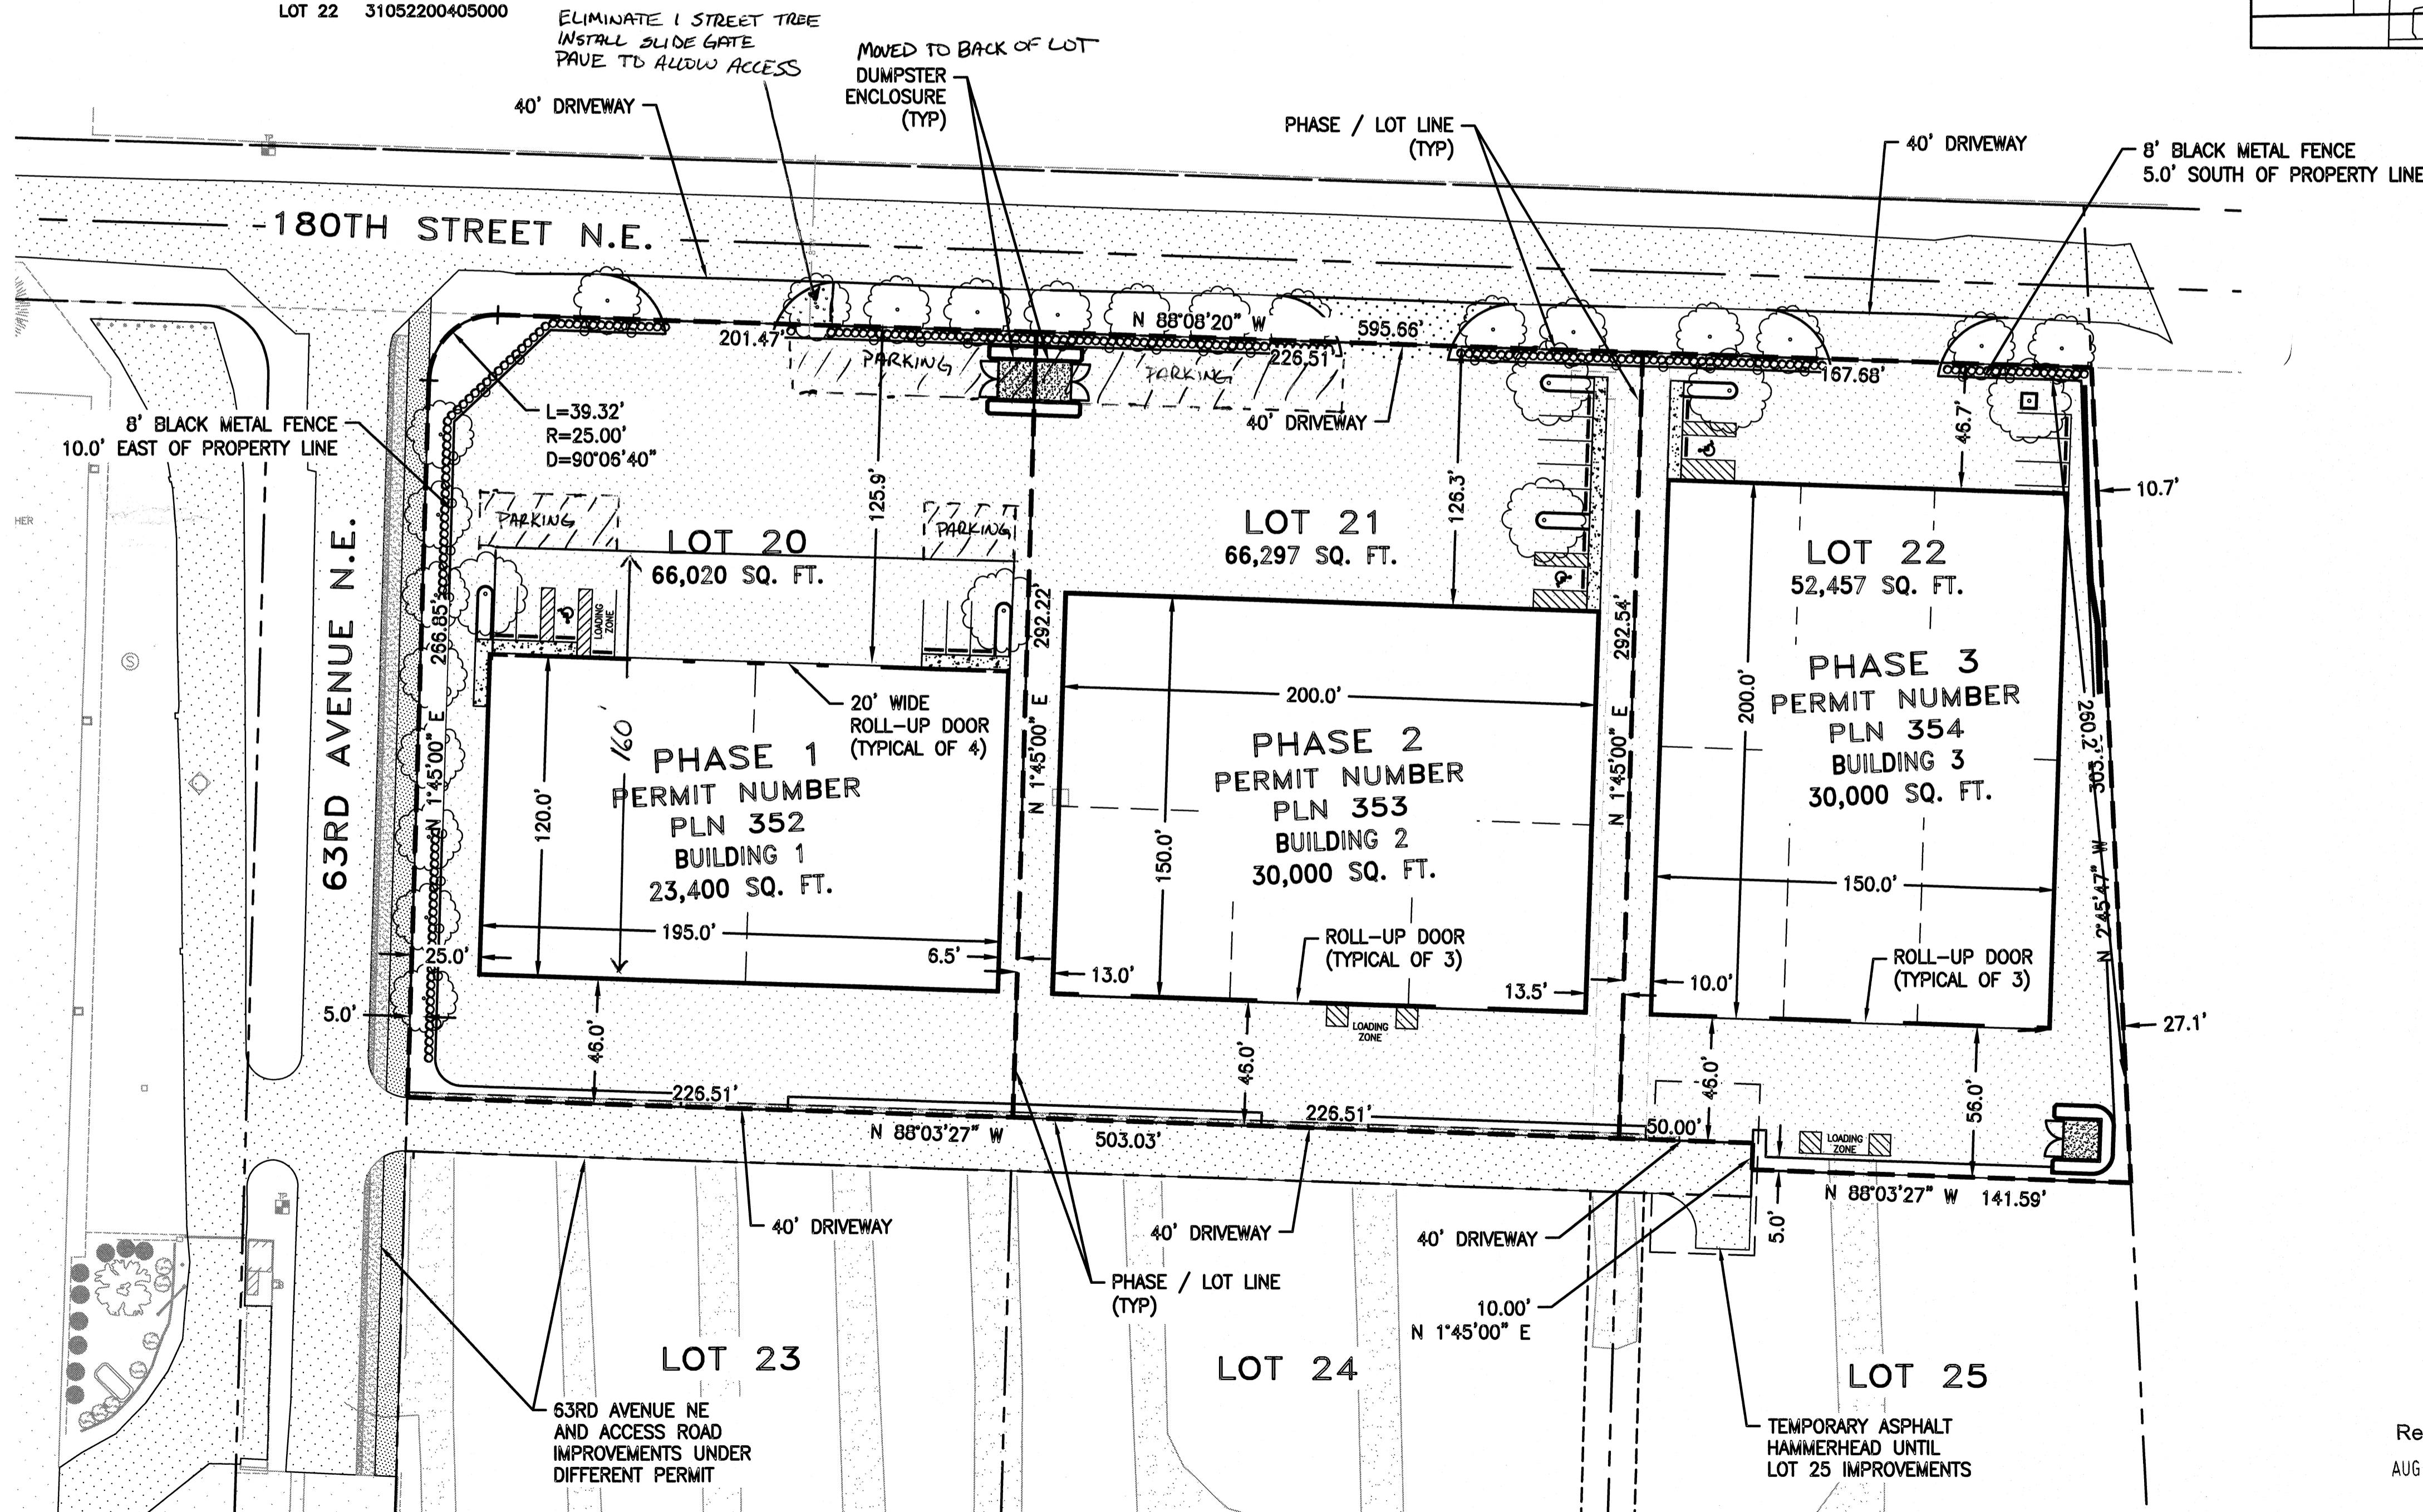 LOT 22 31052200405000
ELIMINATE 1 STREET TREE
INSTALL SLIDE GATE
PAVE TO ALLOW ACCESS
MOVED TO BACK OF LOT
DUMPSTER
ENCLOSURE
(TYP)
40' DRIVEWAY
PHASE / LOT LINE
(TYP)
40' DRIVEWAY
8' BLACK METAL FENCE
5.0' SOUTH OF PROPERTY LINE
TP
180TH STREET N.E.
N 88°08'20" W
595.66'
201.47'
226.51'
167.68'
PARKING
PARKING
L=39.32'
R=25.00'
D=90°06'40"
8' BLACK METAL FENCE
10.0' EAST OF PROPERTY LINE
40' DRIVEWAY
46.7'
10.7'
125.9'
126.3'
HER
PARKING
PARKING
LOT 20
66,020 SQ. FT.
LOT 21
66,297 SQ. FT.
LOT 22
52,457 SQ. FT.
LOADING
ZONE
266.85'
N 1°45'00" E
292.22'
N 1°45'00" E
292.54'
N 1°45'00" E
63RD AVENUE N.E.
S
20' WIDE
ROLL-UP DOOR
(TYPICAL OF 4)
160'
120.0'
PHASE 1
PERMIT NUMBER
PLN 352
BUILDING 1
23,400 SQ. FT.
195.0'
200.0'
150.0'
PHASE 2
PERMIT NUMBER
PLN 353
BUILDING 2
30,000 SQ. FT.
200.0'
PHASE 3
PERMIT NUMBER
PLN 354
BUILDING 3
30,000 SQ. FT.
150.0'
260.2'
N 2°45'47" W
ROLL-UP DOOR
(TYPICAL OF 3)
ROLL-UP DOOR
(TYPICAL OF 3)
25.0'
6.5'
13.0'
13.5'
10.0'
5.0'
27.1'
LOADING
ZONE
46.0'
46.0'
46.0'
56.0'
226.51'
226.51'
50.00'
N 88°03'27" W
503.03'
LOADING
ZONE
N 88°03'27" W 141.59'
5.0'
TP
40' DRIVEWAY
40' DRIVEWAY
40' DRIVEWAY
PHASE / LOT LINE
(TYP)
10.00'
N 1°45'00" E
LOT 23
LOT 24
LOT 25
63RD AVENUE NE
AND ACCESS ROAD
IMPROVEMENTS UNDER
DIFFERENT PERMIT
TEMPORARY ASPHALT
HAMMERHEAD UNTIL
LOT 25 IMPROVEMENTS
Re
AUG